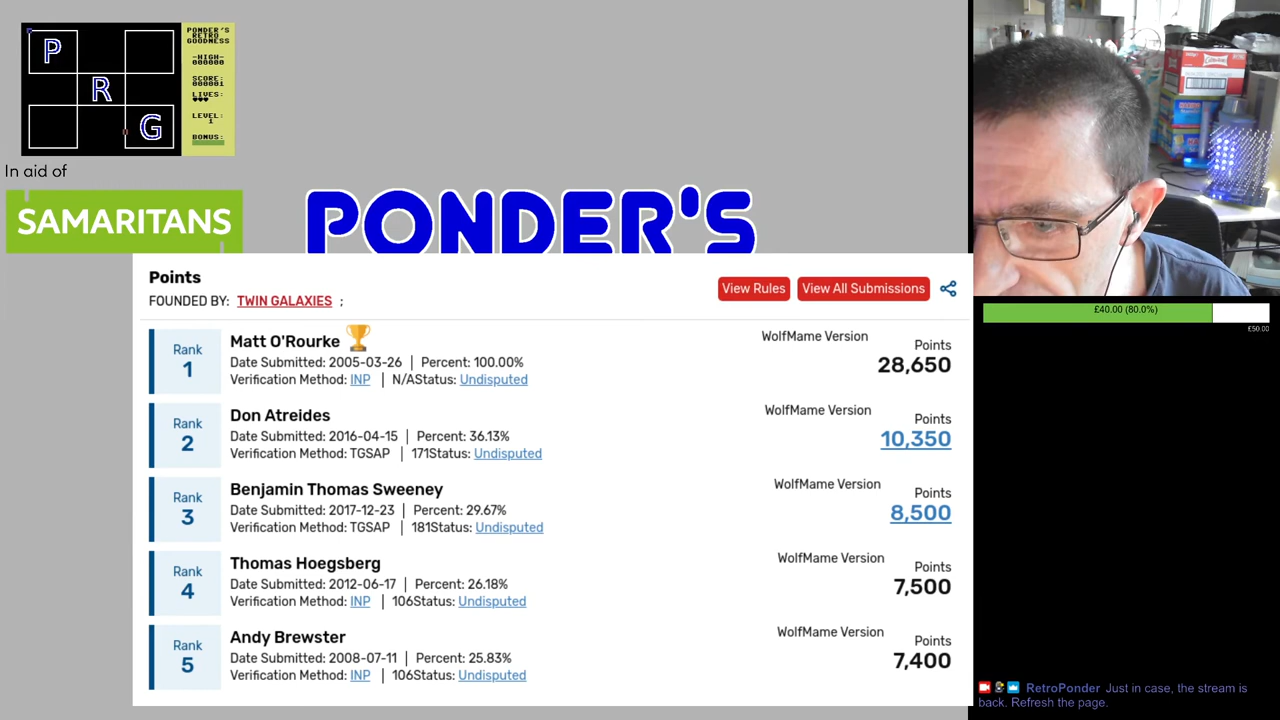 P
R
G
PONDER'S
RETRO
GOODNESS
-HIGH-
000000
SCORE:
000001
LIVES:
♥♥♥
LEVEL:
1
BONUS:
In aid of
SAMARITANS
PONDER'S
Points
FOUNDED BY: TWIN GALAXIES ;
View Rules View All Submissions
Rank
1
Matt O'Rourke
Date Submitted: 2005-03-26 | Percent: 100.00%
Verification Method: INP | N/AStatus: Undisputed
WolfMame Version
Points
28,650
Rank
2
Don Atreides
Date Submitted: 2016-04-15 | Percent: 36.13%
Verification Method: TGSAP | 171Status: Undisputed
WolfMame Version
Points
10,350
Rank
3
Benjamin Thomas Sweeney
Date Submitted: 2017-12-23 | Percent: 29.67%
Verification Method: TGSAP | 181Status: Undisputed
WolfMame Version
Points
8,500
Rank
4
Thomas Hoegsberg
Date Submitted: 2012-06-17 | Percent: 26.18%
Verification Method: INP | 106Status: Undisputed
WolfMame Version
Points
7,500
Rank
5
Andy Brewster
Date Submitted: 2008-07-11 | Percent: 25.83%
Verification Method: INP | 106Status: Undisputed
WolfMame Version
Points
7,400
£40.00 (80.0%)
£50.00
RetroPonder Just in case, the stream is
back. Refresh the page.